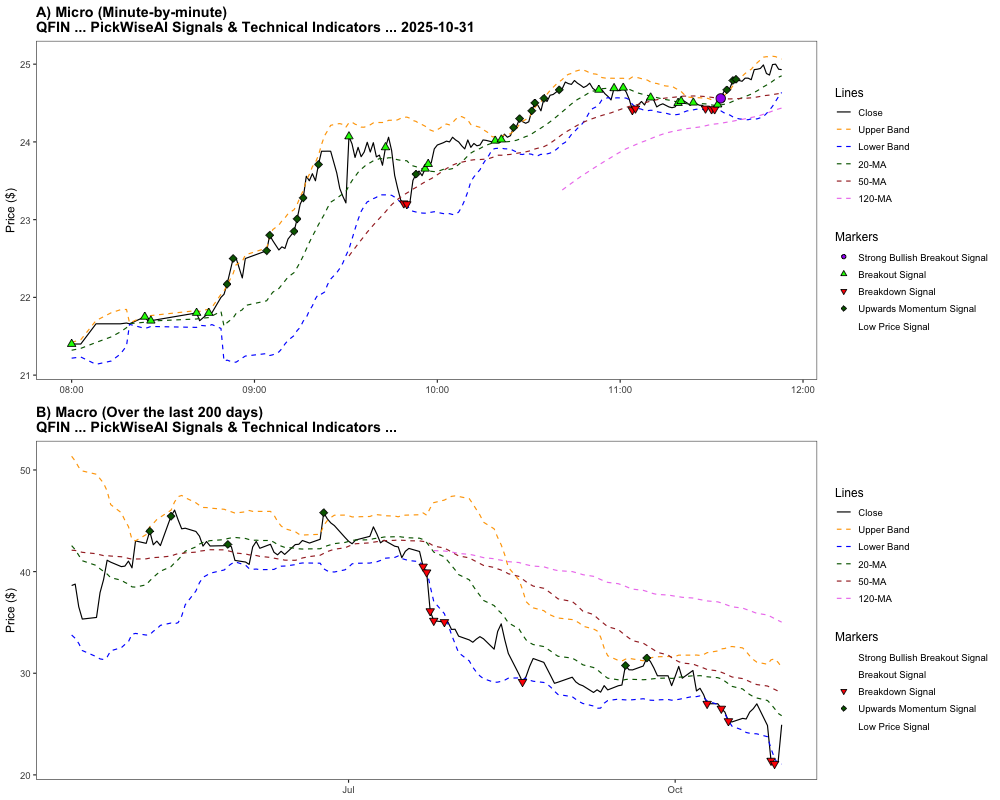 A) Micro (Minute-by-minute)
QFIN ... PickWiseAI Signals & Technical Indicators ... 2025-10-31
Price ($)
25
24
23
22
21
08:00
09:00
10:00
11:00
12:00
Lines
Close
Upper Band
Lower Band
20-MA
50-MA
120-MA
Markers
Strong Bullish Breakout Signal
Breakout Signal
Breakdown Signal
Upwards Momentum Signal
Low Price Signal
B) Macro (Over the last 200 days)
QFIN ... PickWiseAI Signals & Technical Indicators ...
Price ($)
50
40
30
20
Jul
Oct
Lines
Close
Upper Band
Lower Band
20-MA
50-MA
120-MA
Markers
Strong Bullish Breakout Signal
Breakout Signal
Breakdown Signal
Upwards Momentum Signal
Low Price Signal